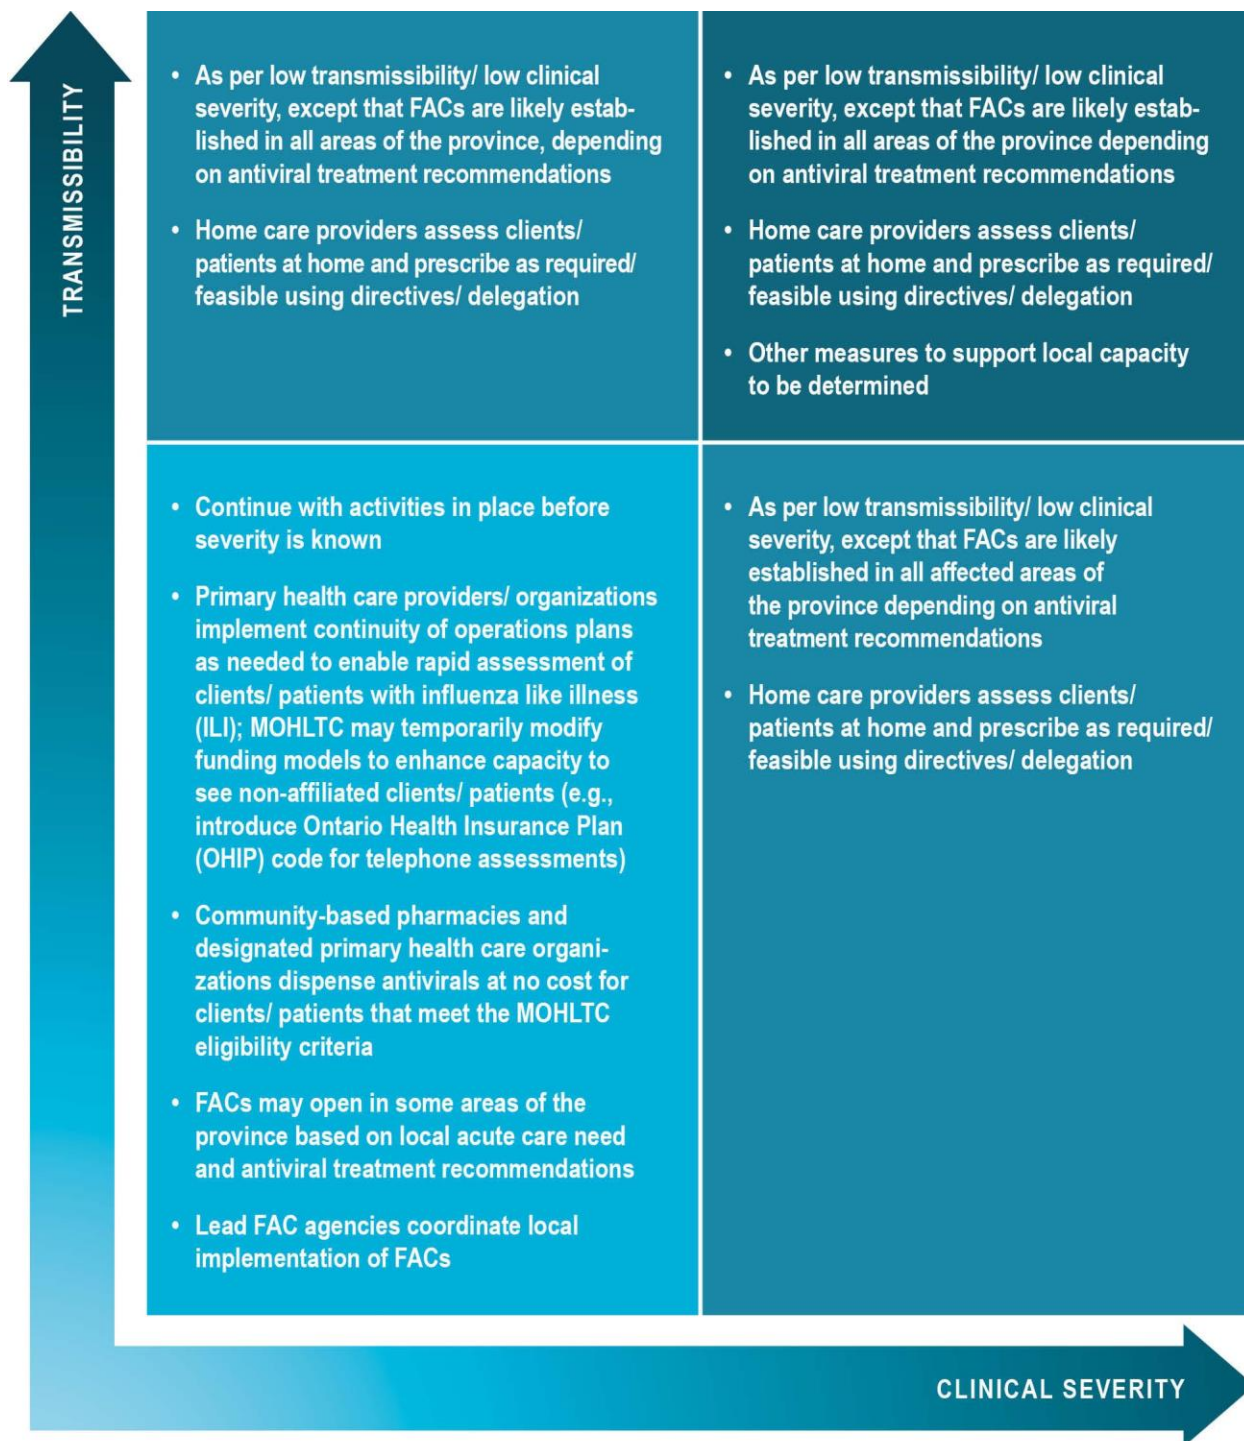 TRANSMISSIBILITY
• As per low transmissibility/ low clinical
severity, except that FACs are likely estab-
lished in all areas of the province, depending
on antiviral treatment recommendations
• Home care providers assess clients/
patients at home and prescribe as required/
feasible using directives/ delegation
• As per low transmissibility/ low clinical
severity, except that FACs are likely estab-
lished in all areas of the province depending
on antiviral treatment recommendations
• Home care providers assess clients/
patients at home and prescribe as required/
feasible using directives/ delegation
• Other measures to support local capacity
to be determined
• Continue with activities in place before
severity is known
• Primary health care providers/ organizations
implement continuity of operations plans
as needed to enable rapid assessment of
clients/ patients with influenza like illness
(ILI); MOHLTC may temporarily modify
funding models to enhance capacity to
see non-affiliated clients/ patients (e.g.,
introduce Ontario Health Insurance Plan
(OHIP) code for telephone assessments)
• Community-based pharmacies and
designated primary health care organi-
zations dispense antivirals at no cost for
clients/ patients that meet the MOHLTC
eligibility criteria
• FACs may open in some areas of the
province based on local acute care need
and antiviral treatment recommendations
• Lead FAC agencies coordinate local
implementation of FACs
• As per low transmissibility/ low clinical
severity, except that FACs are likely
established in all affected areas of
the province depending on antiviral
treatment recommendations
• Home care providers assess clients/
patients at home and prescribe as required/
feasible using directives/ delegation
CLINICAL SEVERITY